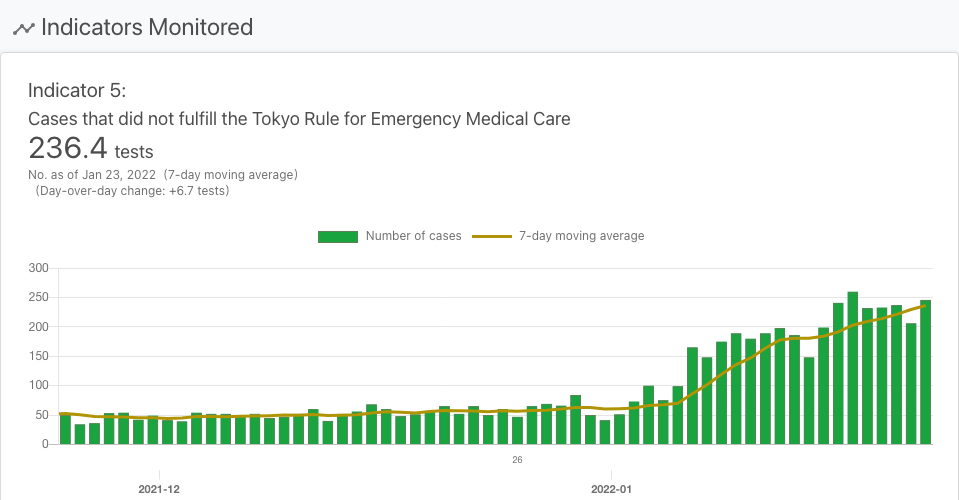 Indicators Monitored
Indicator 5:
Cases that did not fulfill the Tokyo Rule for Emergency Medical Care
236.4 tests
No. as of Jan 23, 2022 (7-day moving average)
(Day-over-day change: +6.7 tests)
Number of cases 7-day moving average
300
250
200
150
100
50
0
26
2021-12 2022-01